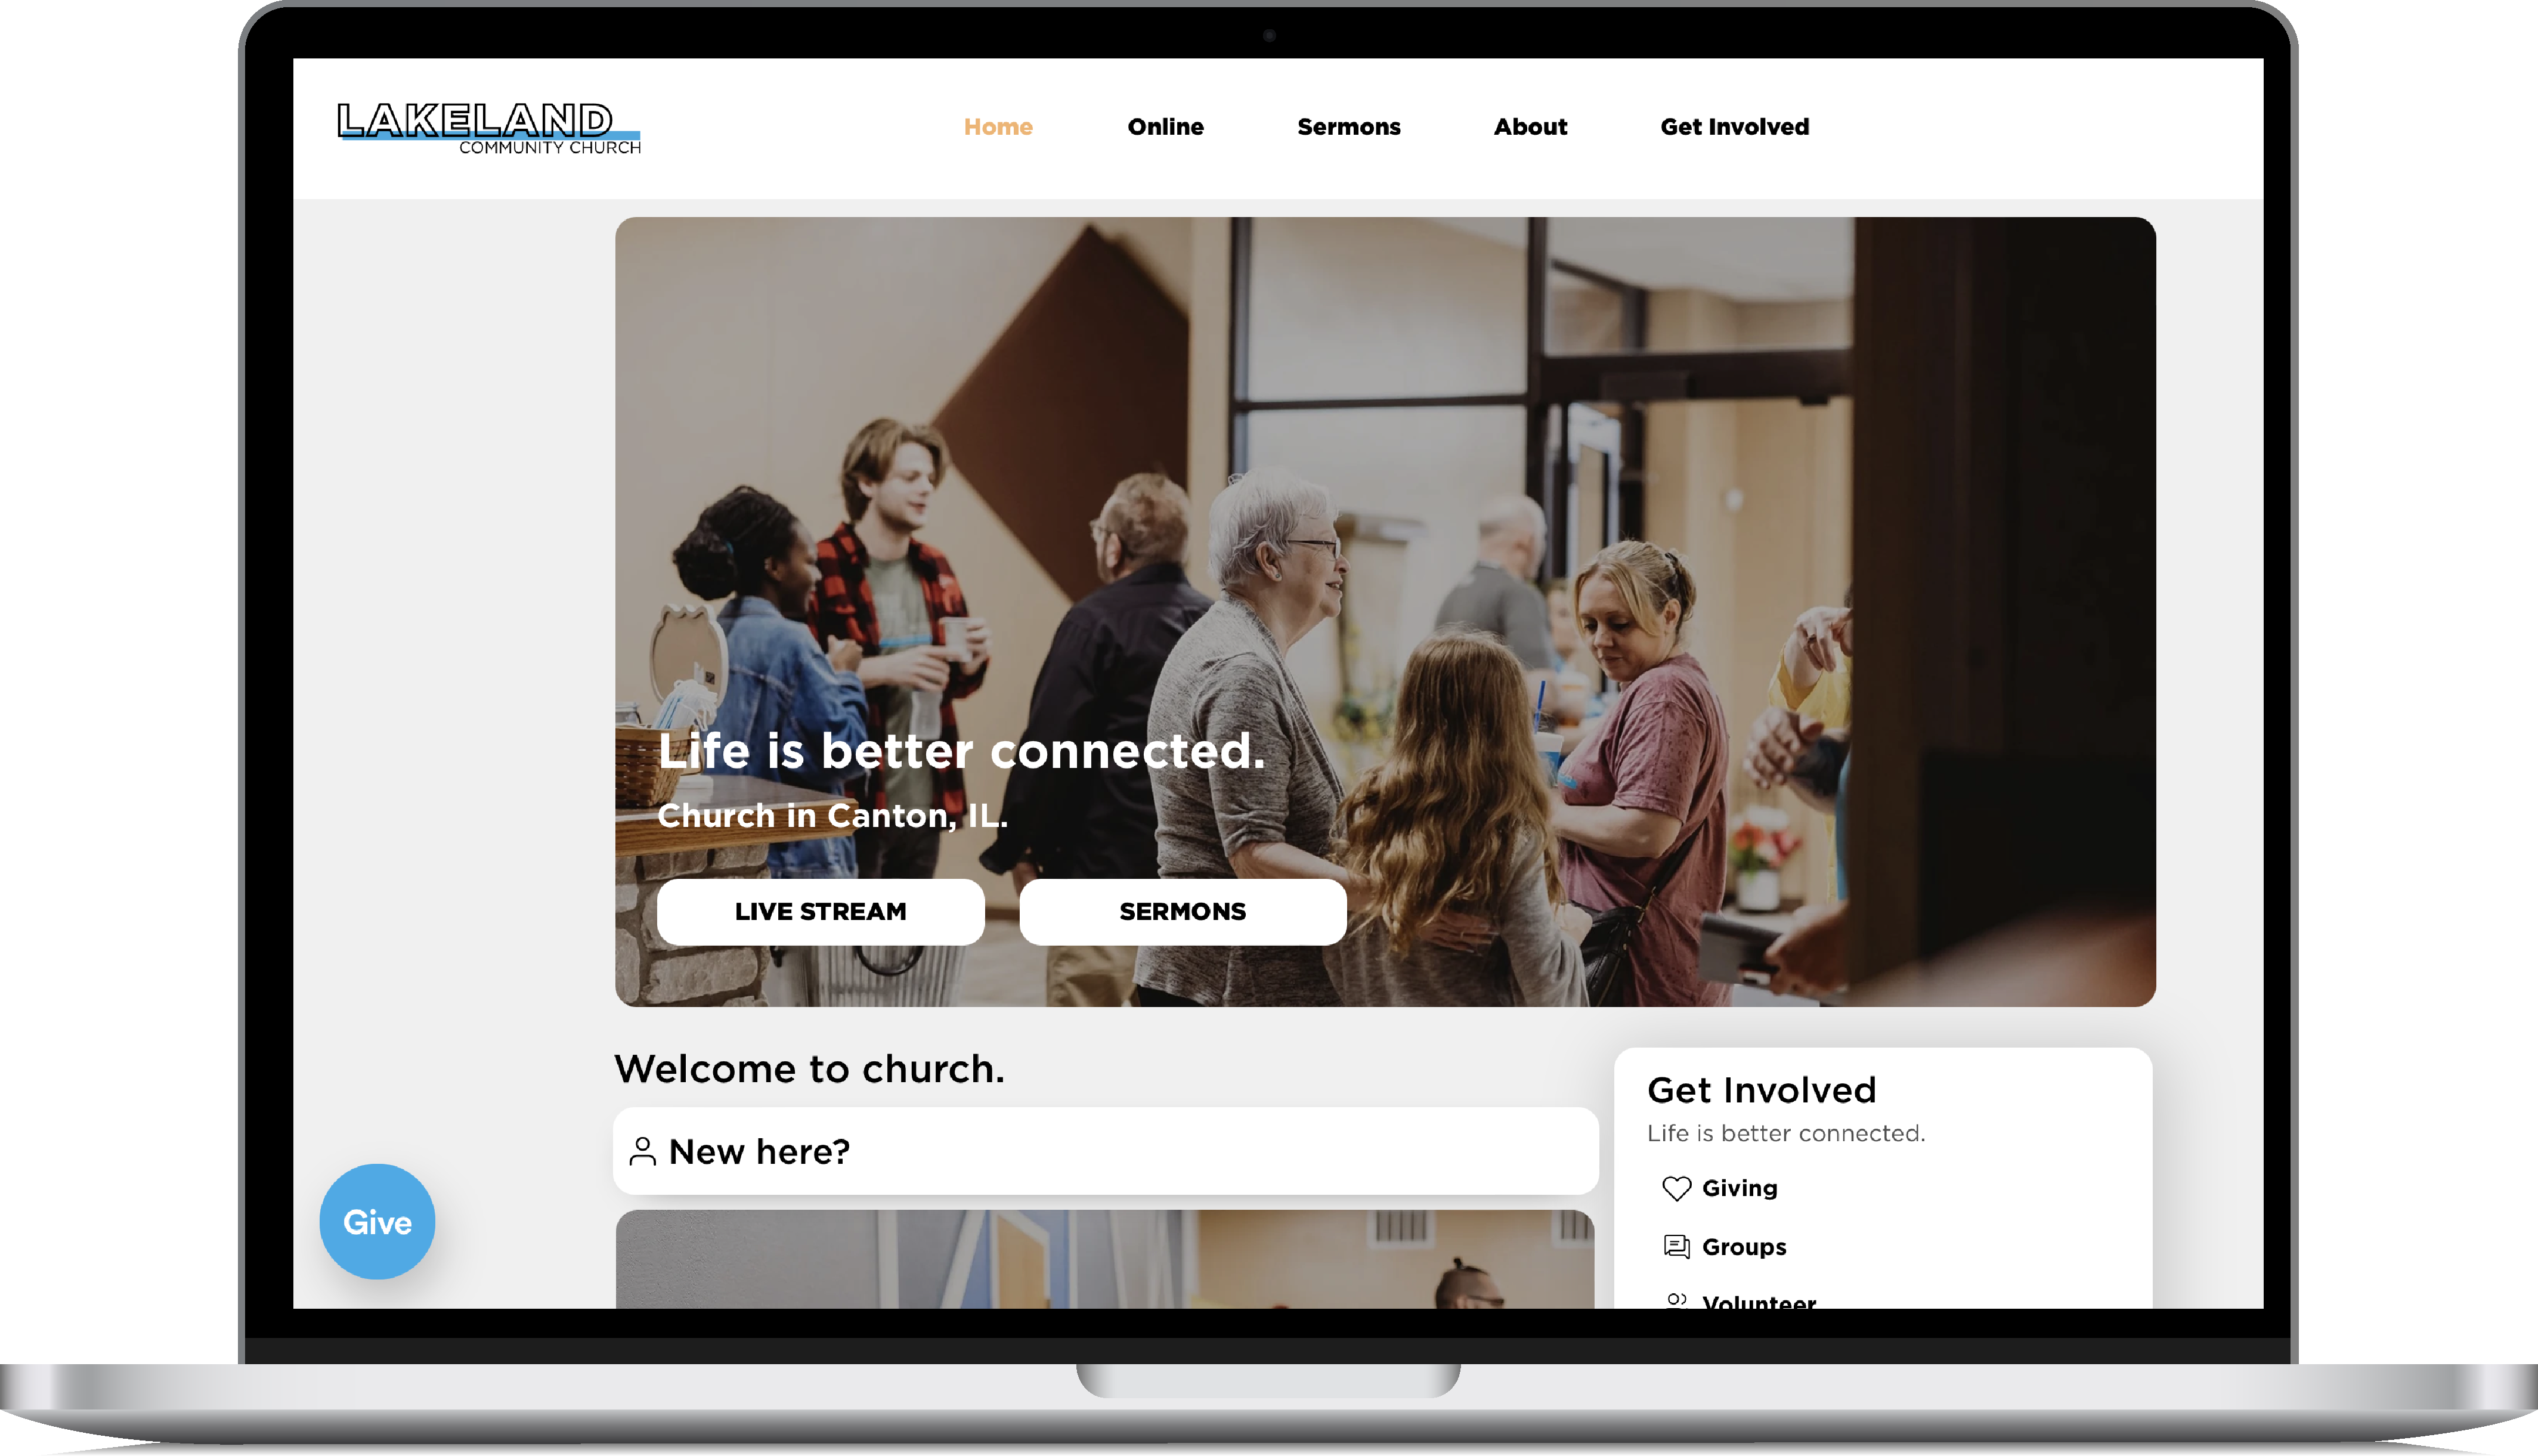 LAKELAND
COMMUNITY CHURCH
Home Online Sermons About Get Involved
Life is better connected.
Church in Canton, IL.
LIVE STREAM SERMONS
Welcome to church.
New here?
Get Involved
Life is better connected.
Giving
Groups
Volunteer
Give